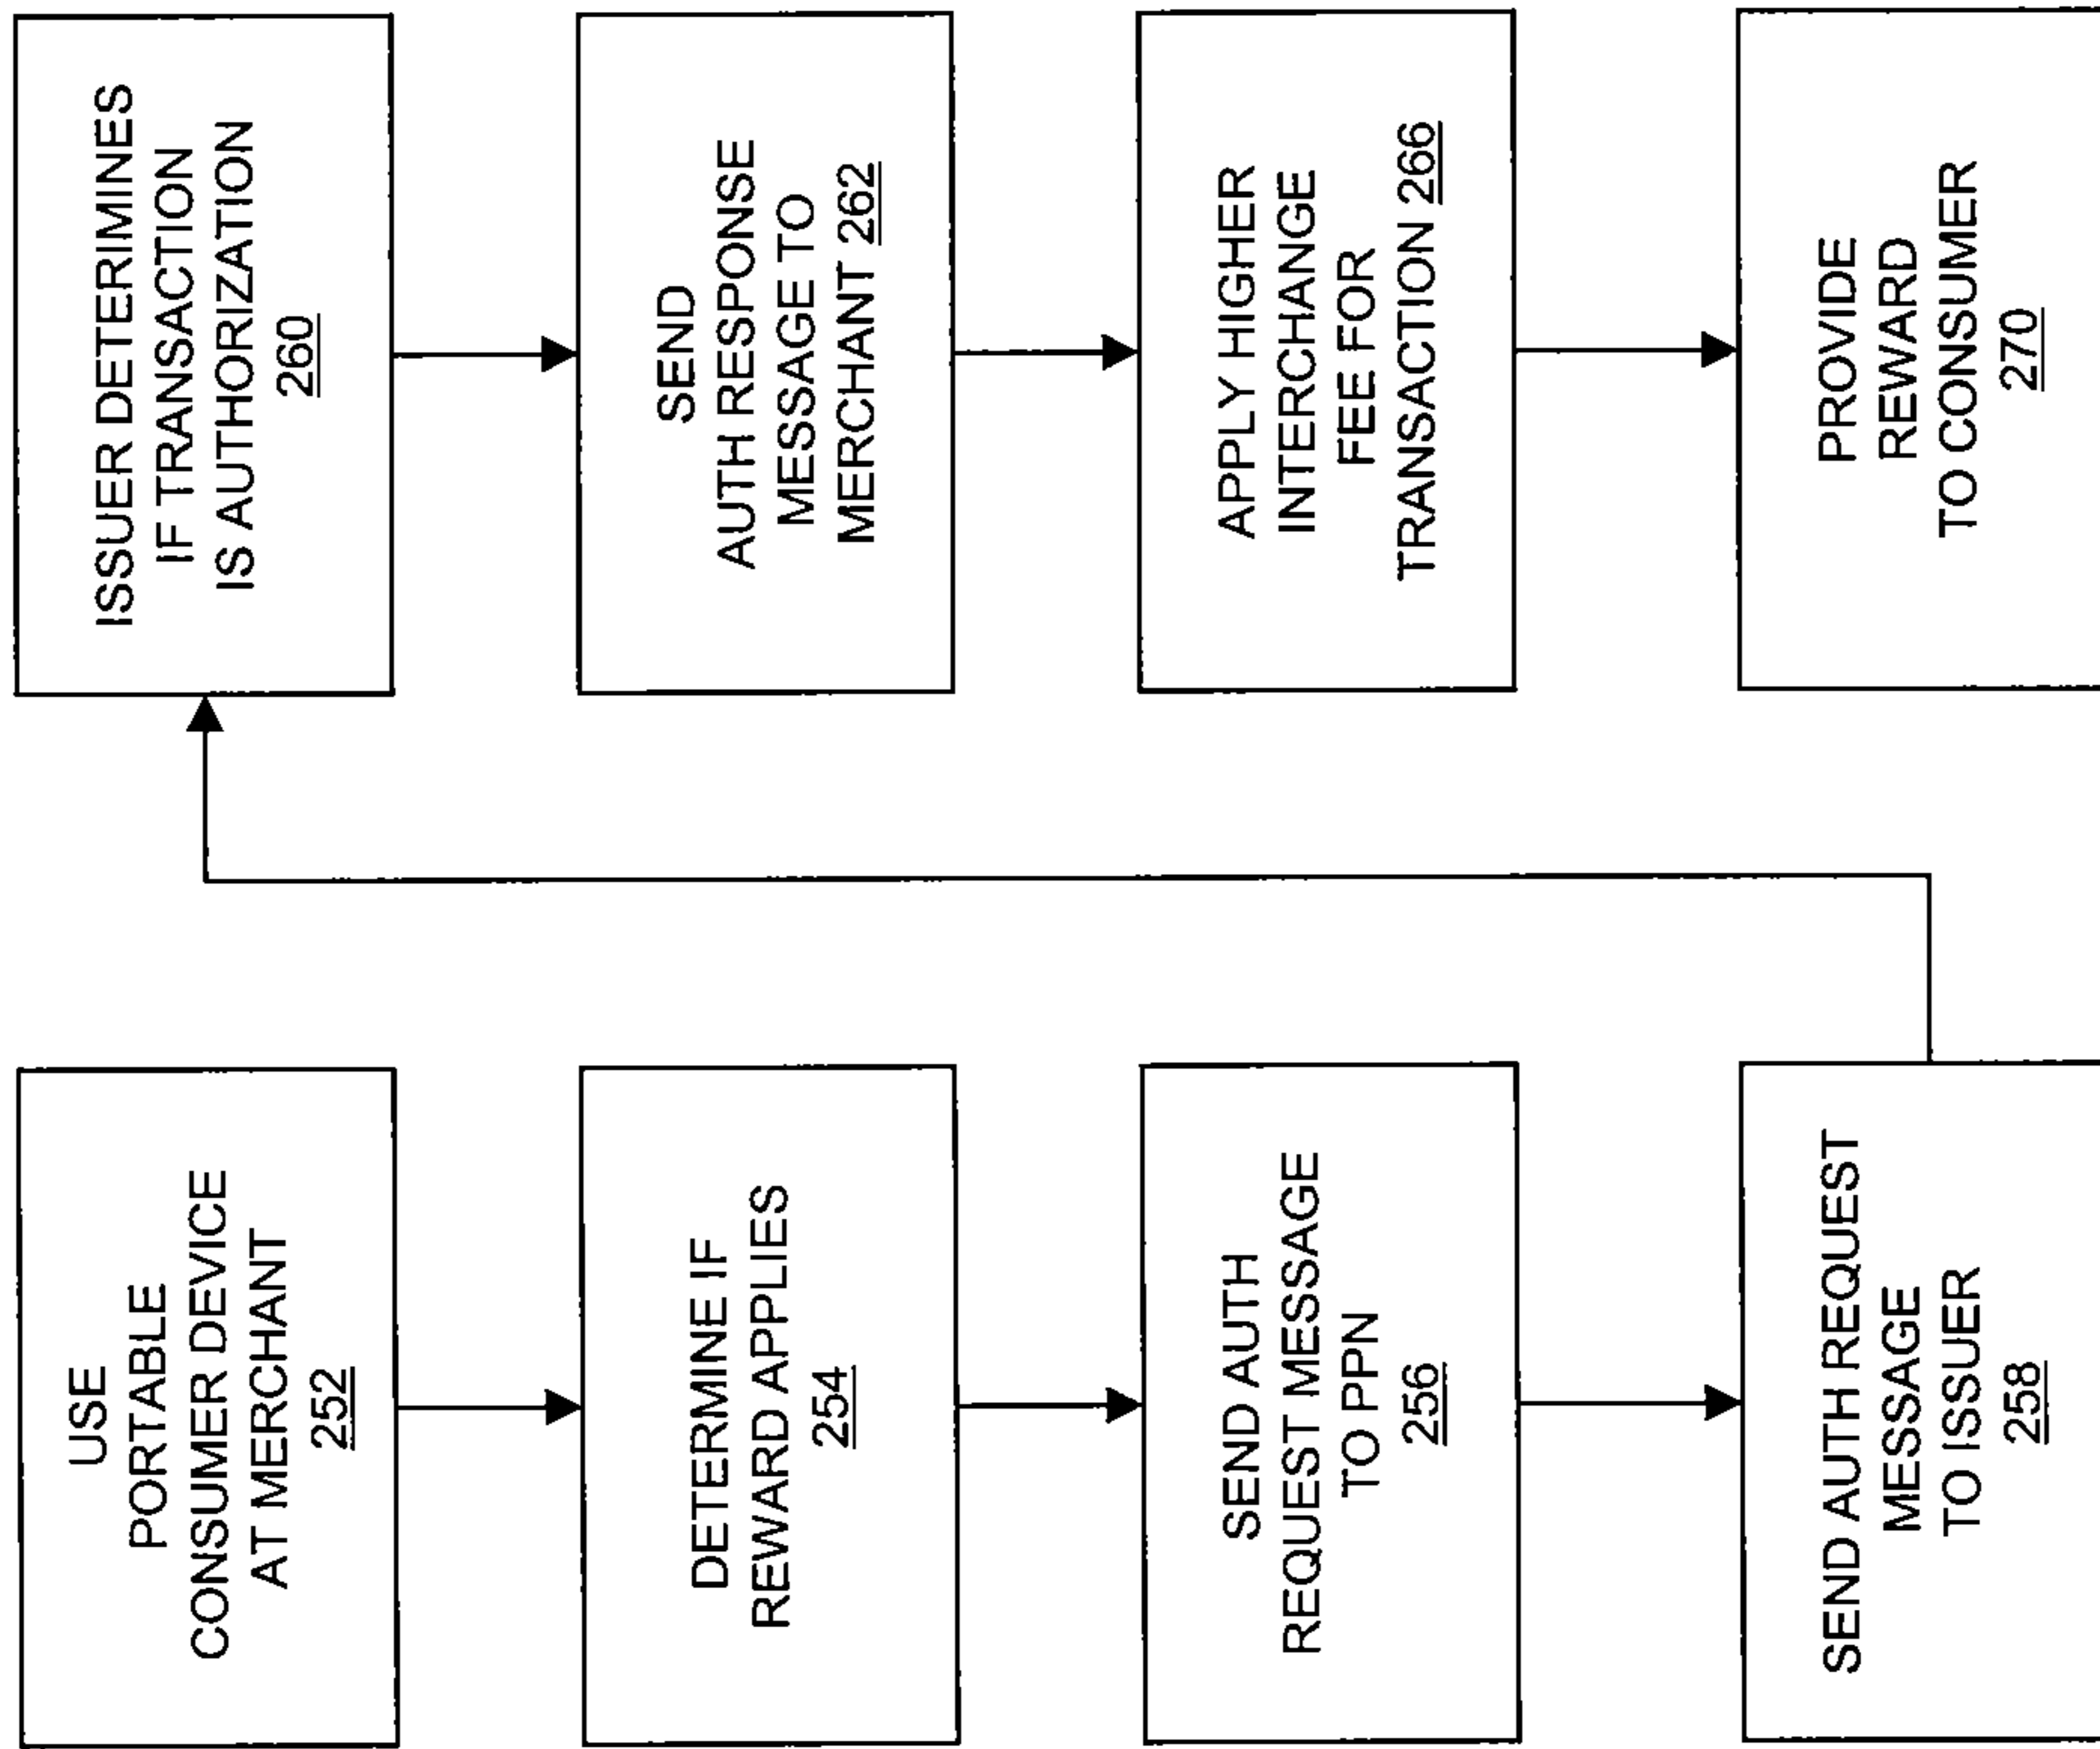 USE
PORTABLE
CONSUMER DEVICE
AT MERCHANT
252
DETERMINE IF
REWARD APPLIES
254
SEND AUTH
REQUEST MESSAGE
TO PPN
256
SEND AUTH REQUEST
MESSAGE
TO ISSUER
258
ISSUER DETERIMINES
IF TRANSACTION
IS AUTHORIZATION
260
SEND
AUTH RESPONSE
MESSAGE TO
MERCHANT 262
APPLY HIGHER
INTERCHANGE
FEE FOR
TRANSACTION 266
PROVIDE
REWARD
TO CONSUMER
270